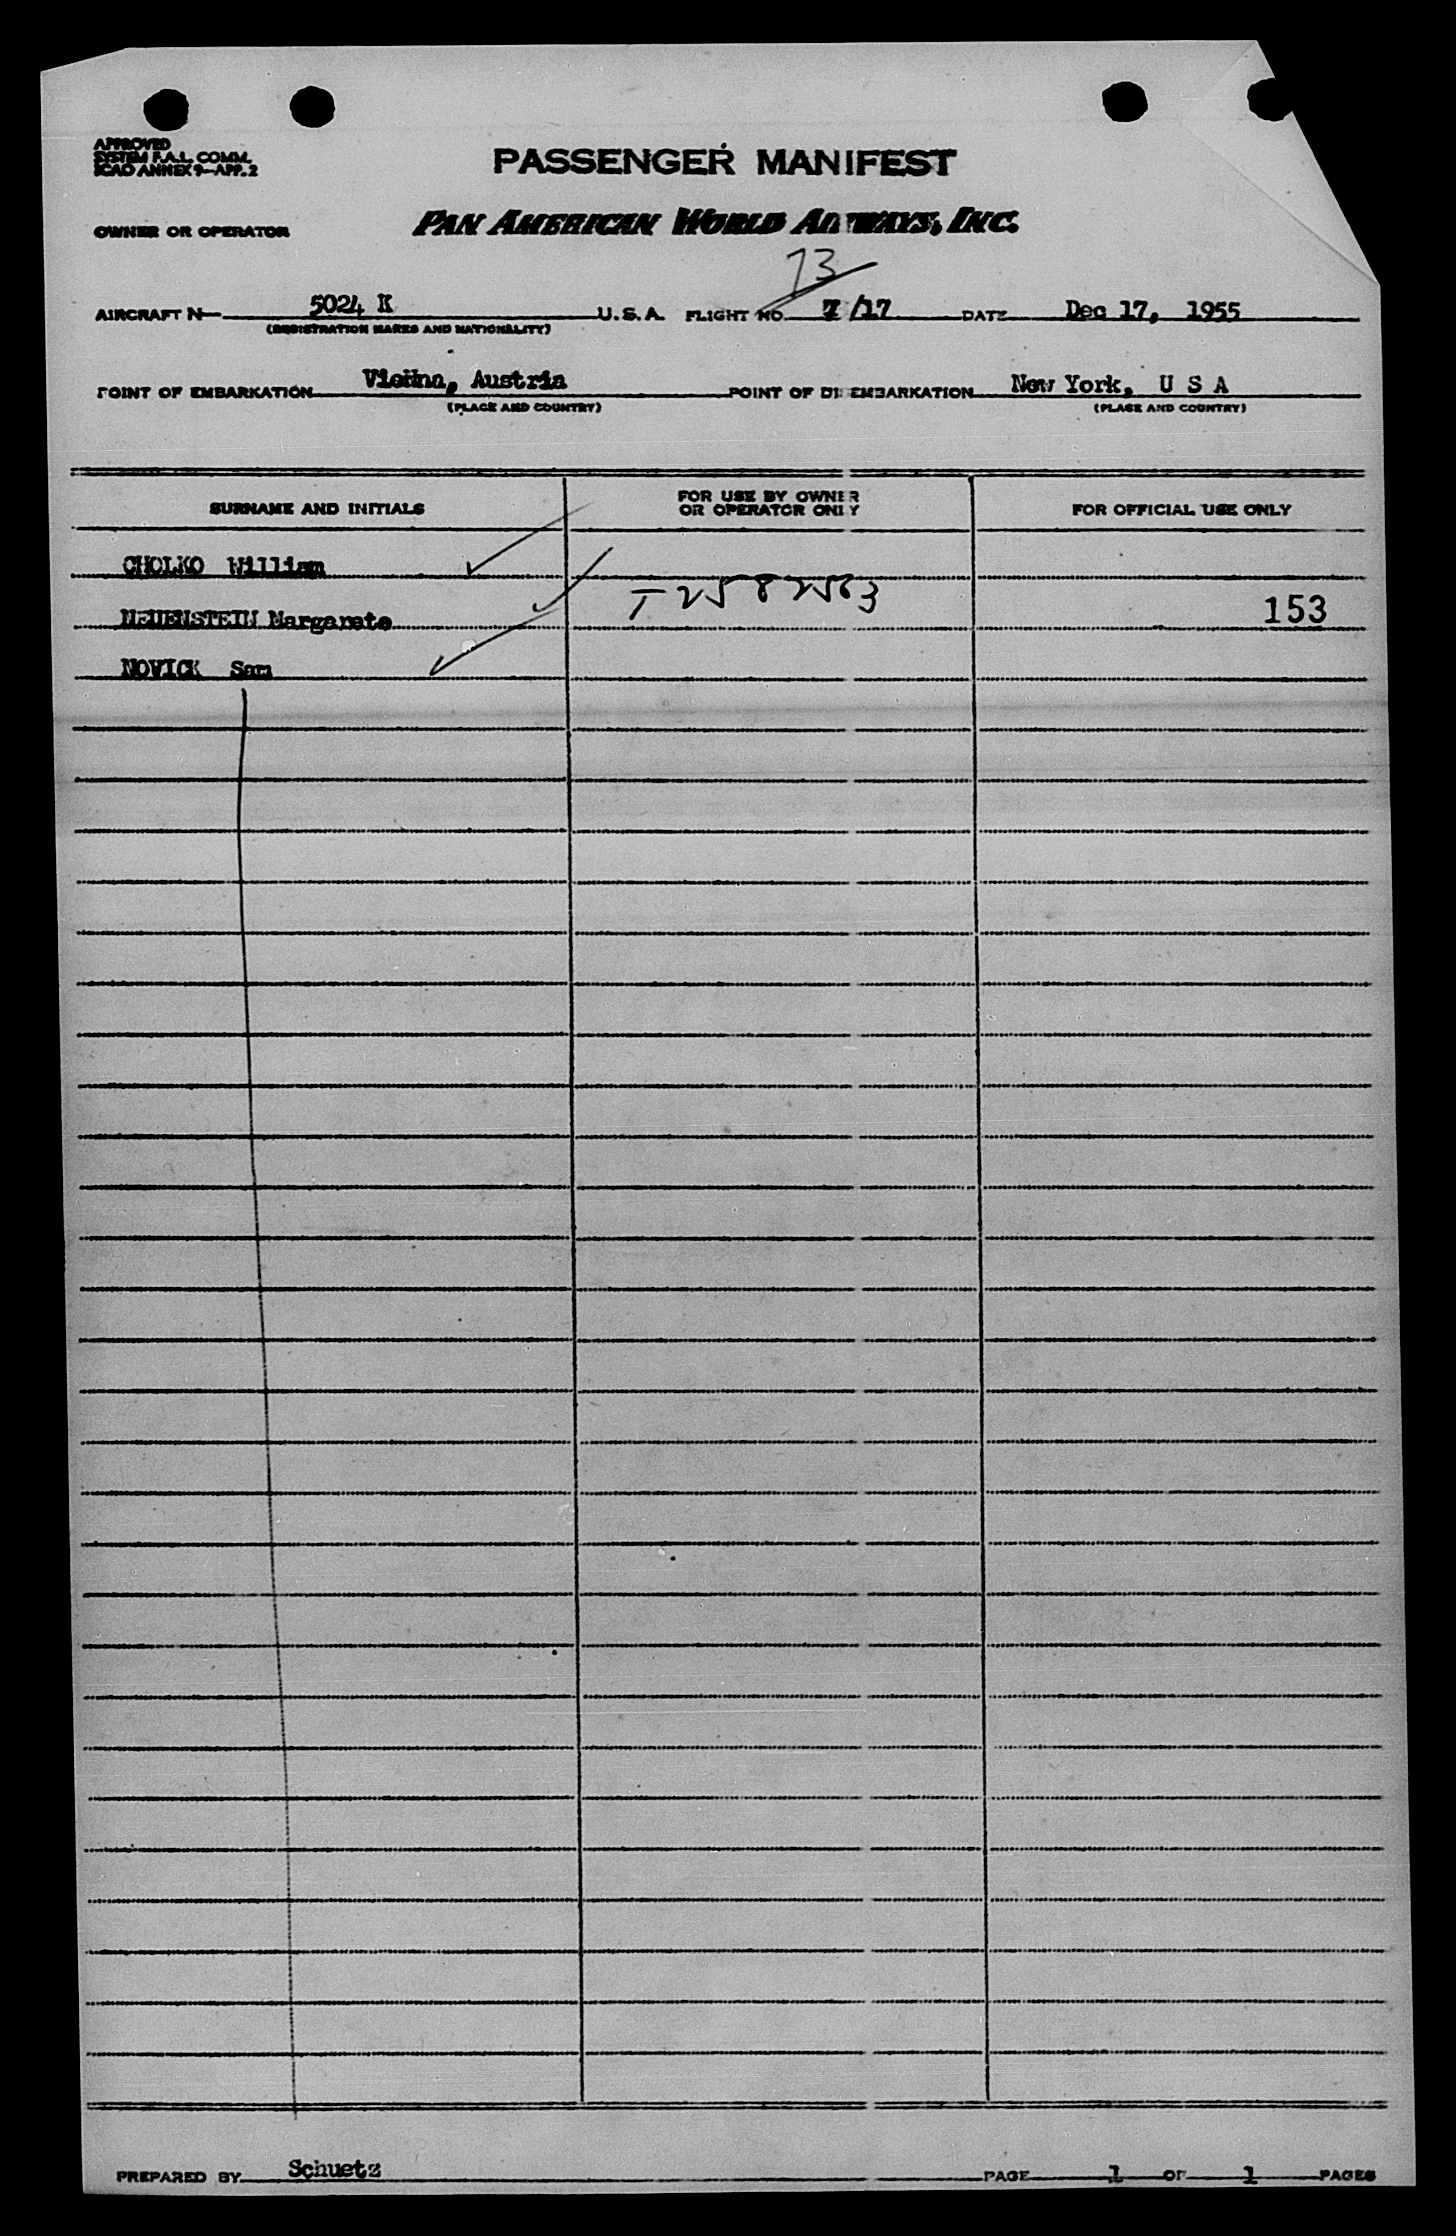 APPROVED
SYSTEM F.A.L. COMM.
ICAO ANNEX 9—APP. 2
PASSENGER MANIFEST
OWNER OR OPERATOR PAN AMERICAN WORLD AIRWAYS, INC.
73
AIRCRAFT N— 5024 K U.S.A. FLIGHT NO. 7/17 DATE Dec 17, 1955
(REGISTRATION MARKS AND NATIONALITY)
POINT OF EMBARKATION Vienna, Austria POINT OF DISEMBARKATION New York, U S A
(PLACE AND COUNTRY) (PLACE AND COUNTRY)
SURNAME AND INITIALS FOR USE BY OWNER OR OPERATOR ONLY FOR OFFICIAL USE ONLY
CHOLKO William
NEUENSTEIN Margarete T 2582563 153
NOVICK Sam
PREPARED BY Schuetz PAGE 1 OF 1 PAGES